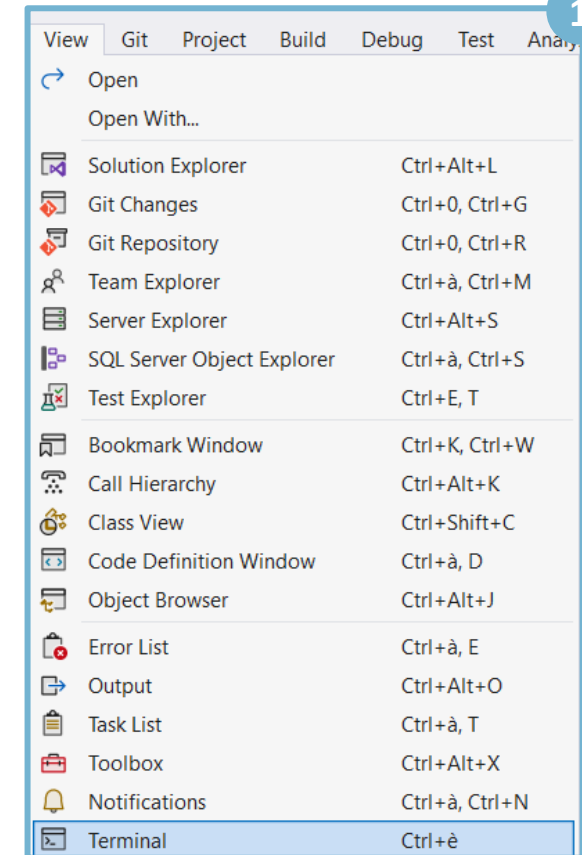 1
View Git Project Build Debug Test Analy
Open
Open With...
Solution Explorer Ctrl+Alt+L
Git Changes Ctrl+0, Ctrl+G
Git Repository Ctrl+0, Ctrl+R
Team Explorer Ctrl+à, Ctrl+M
Server Explorer Ctrl+Alt+S
SQL Server Object Explorer Ctrl+à, Ctrl+S
Test Explorer Ctrl+E, T
Bookmark Window Ctrl+K, Ctrl+W
Call Hierarchy Ctrl+Alt+K
Class View Ctrl+Shift+C
Code Definition Window Ctrl+à, D
Object Browser Ctrl+Alt+J
Error List Ctrl+à, E
Output Ctrl+Alt+O
Task List Ctrl+à, T
Toolbox Ctrl+Alt+X
Notifications Ctrl+à, Ctrl+N
Terminal Ctrl+è